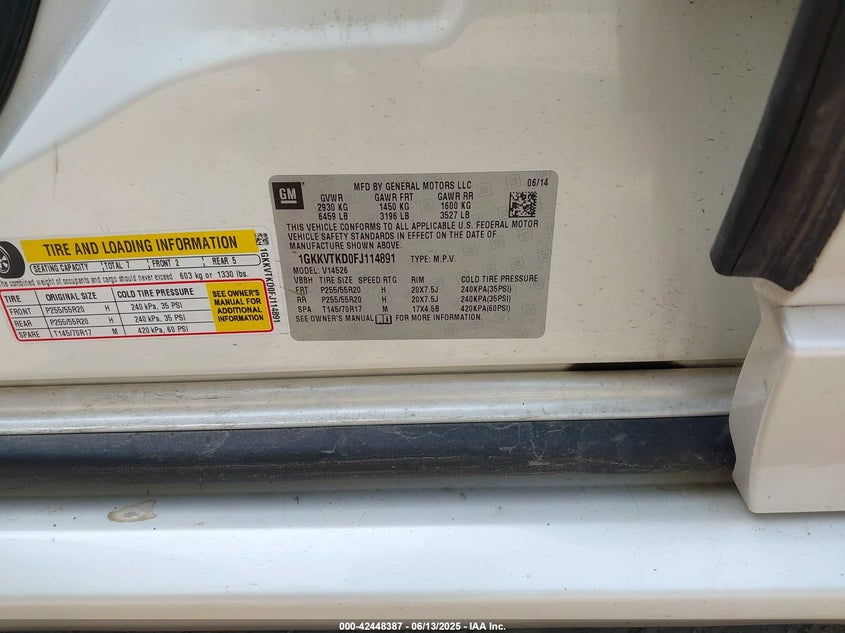 GM
MFD BY GENERAL MOTORS LLC 06/14
GVWR GAWR FRT GAWR RR
2930 KG 1450 KG 1600 KG
6459 LB 3196 LB 3527 LB
THIS VEHICLE CONFORMS TO ALL APPLICABLE U.S. FEDERAL MOTOR
VEHICLE SAFETY STANDARDS IN EFFECT ON THE DATE OF
MANUFACTURE SHOWN ABOVE.
1GKKVTKD0FJ114891 TYPE: M.P.V.
MODEL: V14526
VBBH TIRE SIZE SPEED RTG RIM COLD TIRE PRESSURE
FRT P255/55R20 H 20X7.5J 240KPA(35PSI)
RR P255/55R20 H 20X7.5J 240KPA(35PSI)
SPA T145/70R17 M 17X4.5B 420KPA(60PSI)
SEE OWNER'S MANUAL FOR MORE INFORMATION.
TIRE AND LOADING INFORMATION
SEATING CAPACITY TOTAL 7 FRONT 2 REAR 5
The combined weight of occupants and cargo should never exceed 603 kg or 1330 lbs.
TIRE ORIGINAL SIZE COLD TIRE PRESSURE
FRONT P255/55R20 H 240 kPa, 35 PSI
REAR P255/55R20 H 240 kPa, 35 PSI
SPARE T145/70R17 M 420 kPa, 60 PSI
SEE OWNER'S
MANUAL FOR
ADDITIONAL
INFORMATION
1GKKVTKD0FJ114891
000-42448387 - 06/13/2025 - IAA Inc.